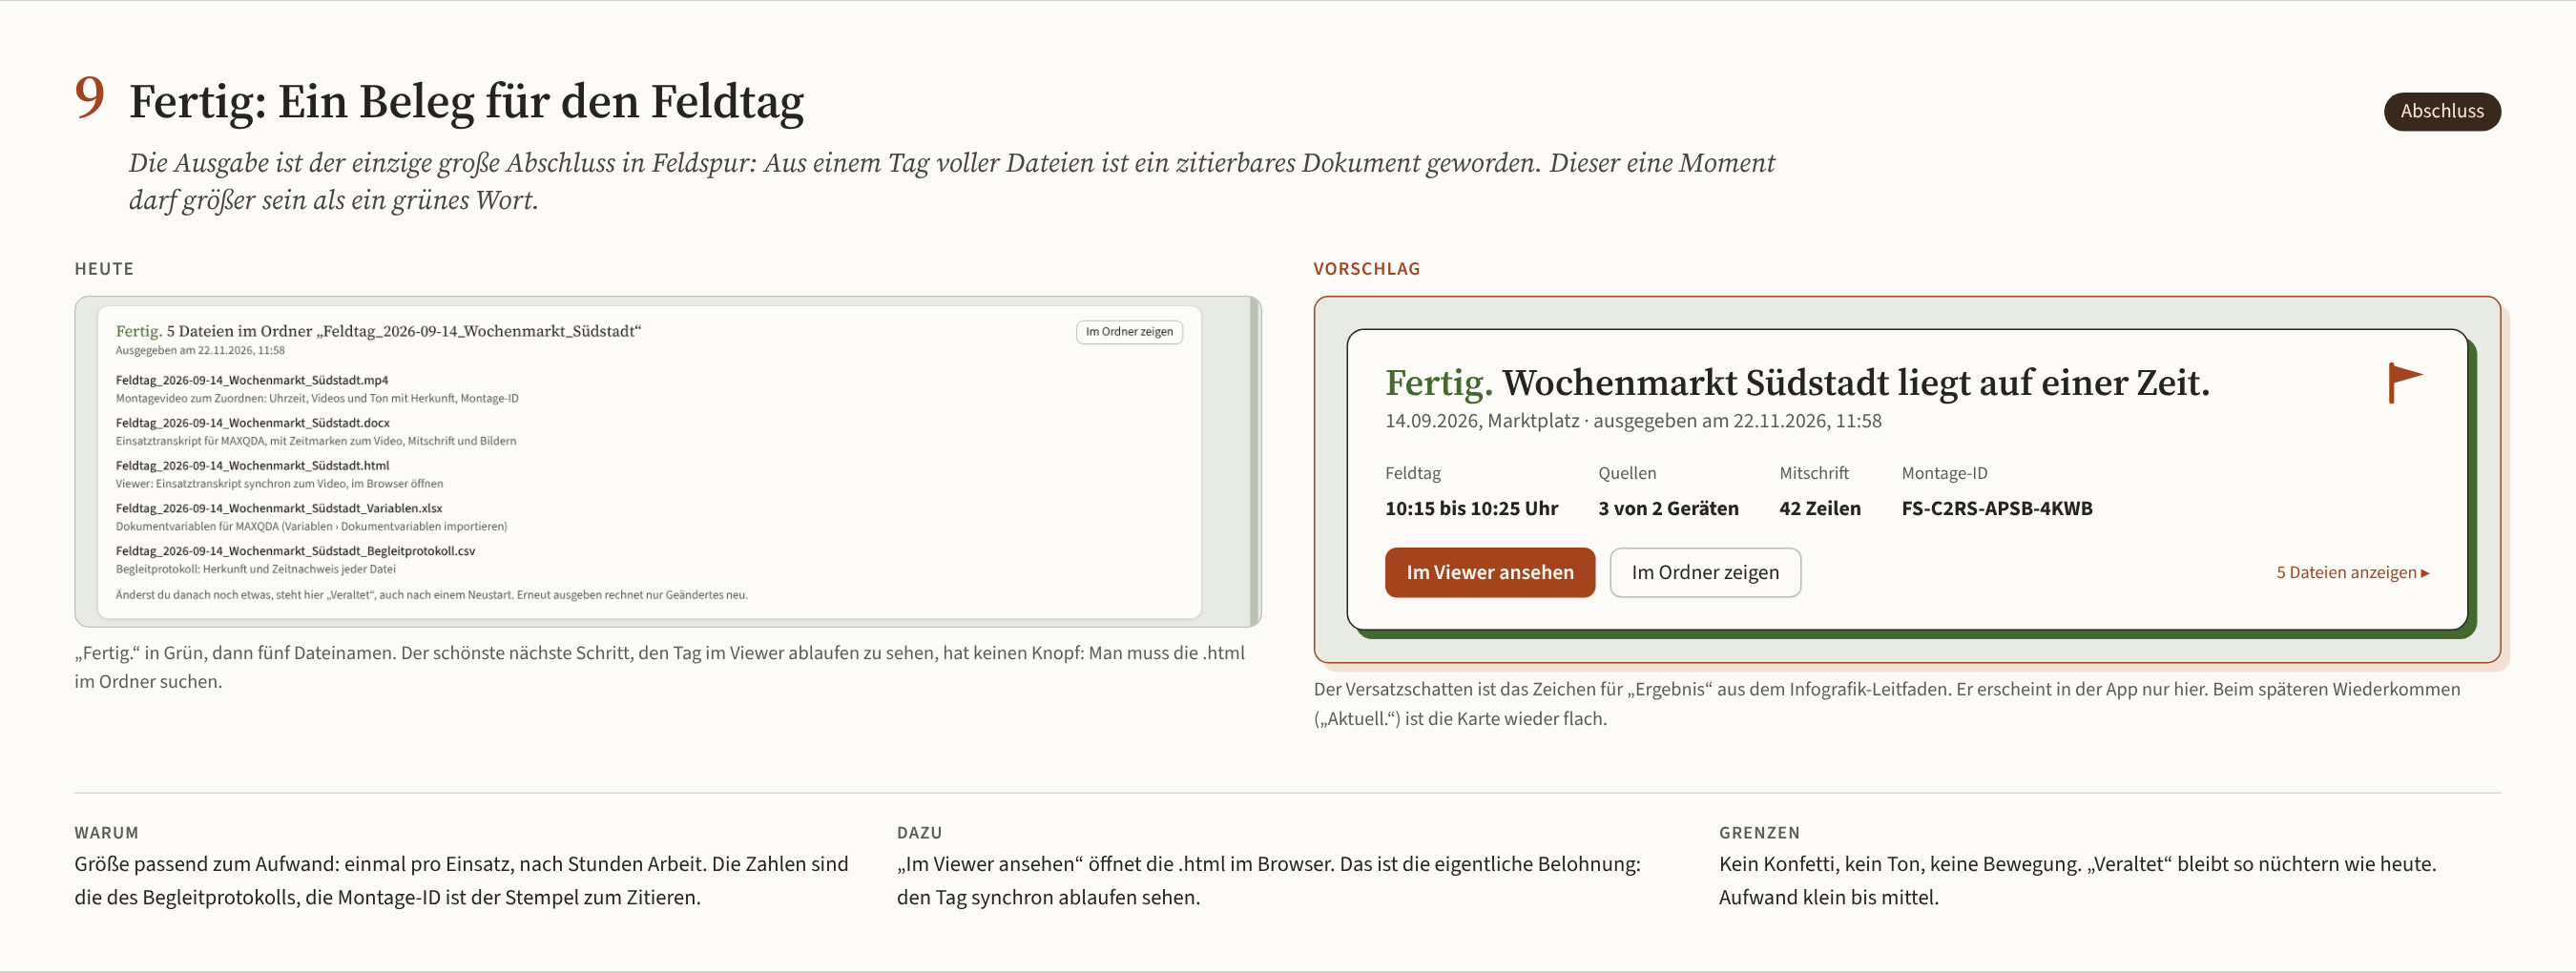 9 Fertig: Ein Beleg für den Feldtag
Abschluss
Die Ausgabe ist der einzige große Abschluss in Feldspur: Aus einem Tag voller Dateien ist ein zitierbares Dokument geworden. Dieser eine Moment
darf größer sein als ein grünes Wort.
HEUTE
Fertig. 5 Dateien im Ordner „Feldtag_2026-09-14_Wochenmarkt_Südstadt“
Im Ordner zeigen
Ausgegeben am 22.11.2026, 11:58
Feldtag_2026-09-14_Wochenmarkt_Südstadt.mp4
Montagevideo zum Zuordnen: Uhrzeit, Videos und Ton mit Herkunft, Montage-ID
Feldtag_2026-09-14_Wochenmarkt_Südstadt.docx
Einsatztranskript für MAXQDA, mit Zeitmarken zum Video, Mitschrift und Bildern
Feldtag_2026-09-14_Wochenmarkt_Südstadt.html
Viewer: Einsatztranskript synchron zum Video, im Browser öffnen
Feldtag_2026-09-14_Wochenmarkt_Südstadt_Variablen.xlsx
Dokumentvariablen für MAXQDA (Variablen › Dokumentvariablen importieren)
Feldtag_2026-09-14_Wochenmarkt_Südstadt_Begleitprotokoll.csv
Begleitprotokoll: Herkunft und Zeitnachweis jeder Datei
Änderst du danach noch etwas, steht hier „Veraltet“, auch nach einem Neustart. Erneut ausgeben rechnet nur Geändertes neu.
„Fertig.“ in Grün, dann fünf Dateinamen. Der schönste nächste Schritt, den Tag im Viewer ablaufen zu sehen, hat keinen Knopf: Man muss die .html
im Ordner suchen.
VORSCHLAG
Fertig. Wochenmarkt Südstadt liegt auf einer Zeit.
14.09.2026, Marktplatz · ausgegeben am 22.11.2026, 11:58
Feldtag Quellen Mitschrift Montage-ID
10:15 bis 10:25 Uhr 3 von 2 Geräten 42 Zeilen FS-C2RS-APSB-4KWB
Im Viewer ansehen Im Ordner zeigen 5 Dateien anzeigen ▸
Der Versatzschatten ist das Zeichen für „Ergebnis“ aus dem Infografik-Leitfaden. Er erscheint in der App nur hier. Beim späteren Wiederkommen
(„Aktuell.“) ist die Karte wieder flach.
WARUM
Größe passend zum Aufwand: einmal pro Einsatz, nach Stunden Arbeit. Die Zahlen sind
die des Begleitprotokolls, die Montage-ID ist der Stempel zum Zitieren.
DAZU
„Im Viewer ansehen“ öffnet die .html im Browser. Das ist die eigentliche Belohnung:
den Tag synchron ablaufen sehen.
GRENZEN
Kein Konfetti, kein Ton, keine Bewegung. „Veraltet“ bleibt so nüchtern wie heute.
Aufwand klein bis mittel.